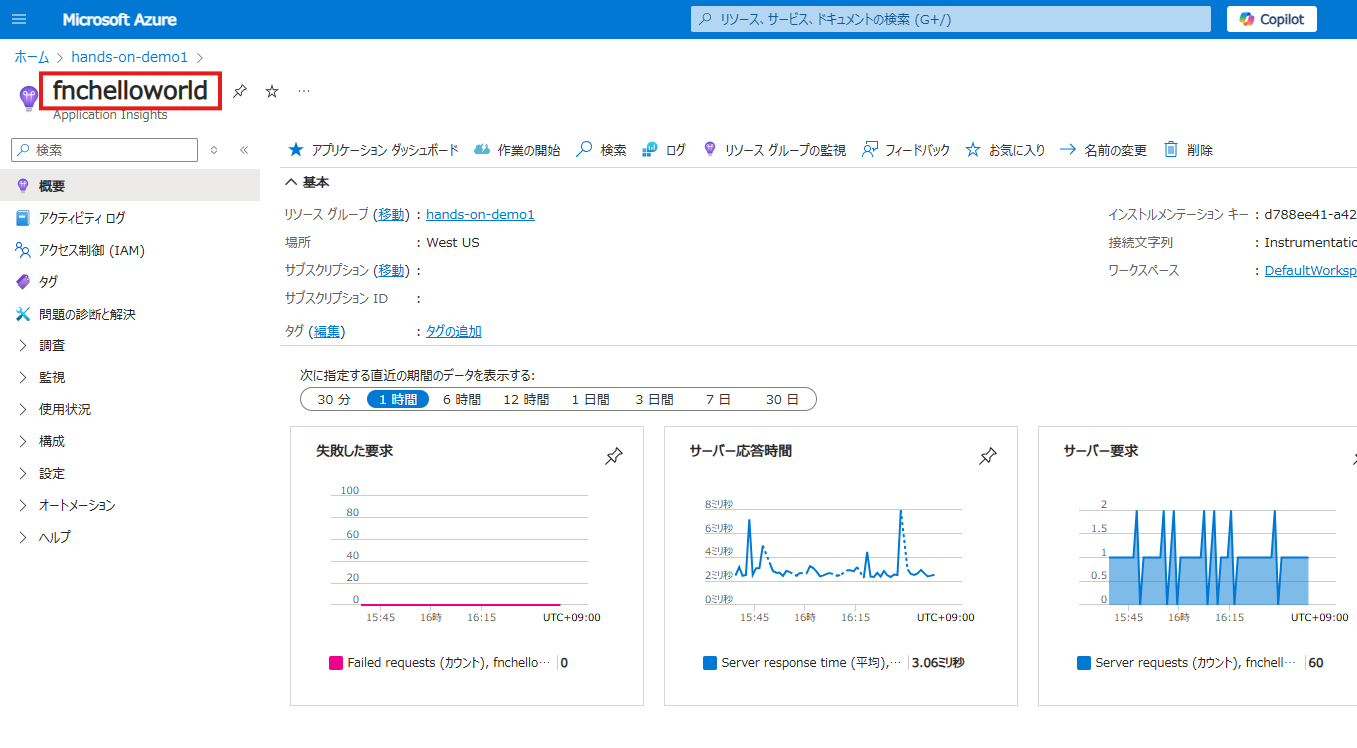 Microsoft Azure
リソース、サービス、ドキュメントの検索 (G+/)
Copilot
ホーム > hands-on-demo1 >
fnchelloworld
Application Insights
検索
アプリケーション ダッシュボード 作業の開始 検索 ログ リソース グループの監視 フィードバック お気に入り 名前の変更 削除
概要
アクティビティ ログ
アクセス制御 (IAM)
タグ
問題の診断と解決
調査
監視
使用状況
構成
設定
オートメーション
ヘルプ
基本
リソース グループ (移動) : hands-on-demo1
場所 : West US
サブスクリプション (移動) :
サブスクリプション ID :
タグ (編集) : タグの追加
インストルメンテーション キー : d788ee41-a42
接続文字列 : Instrumentatio
ワークスペース : DefaultWorksp
次に指定する直近の期間のデータを表示する:
30 分 1 時間 6 時間 12 時間 1 日間 3 日間 7 日 30 日
失敗した要求
100
80
60
40
20
0
15:45 16時 16:15 UTC+09:00
Failed requests (カウント), fnchello… 0
サーバー応答時間
8ミリ秒
6ミリ秒
4ミリ秒
2ミリ秒
0ミリ秒
15:45 16時 16:15 UTC+09:00
Server response time (平均),… 3.06ミリ秒
サーバー要求
2
1.5
1
0.5
0
15:45 16時 16:15 UTC+09:00
Server requests (カウント), fnchell… 60